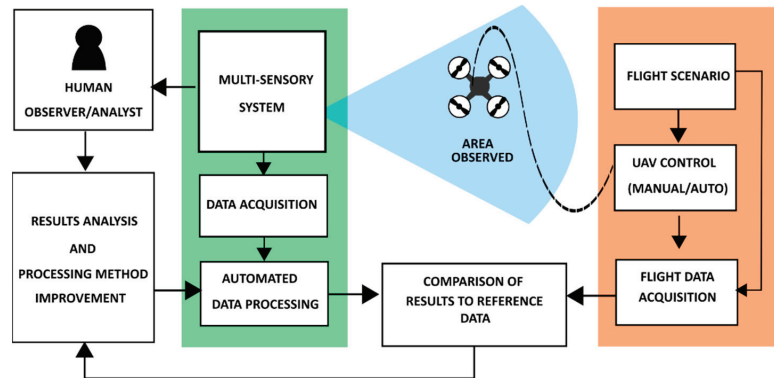 HUMAN
OBSERVER/ANALYST
MULTI-SENSORY
SYSTEM
AREA
OBSERVED
FLIGHT SCENARIO
UAV CONTROL
(MANUAL/AUTO)
RESULTS ANALYSIS
AND
PROCESSING METHOD
IMPROVEMENT
DATA ACQUISITION
AUTOMATED
DATA PROCESSING
COMPARISON OF
RESULTS TO REFERENCE
DATA
FLIGHT DATA
ACQUISITION